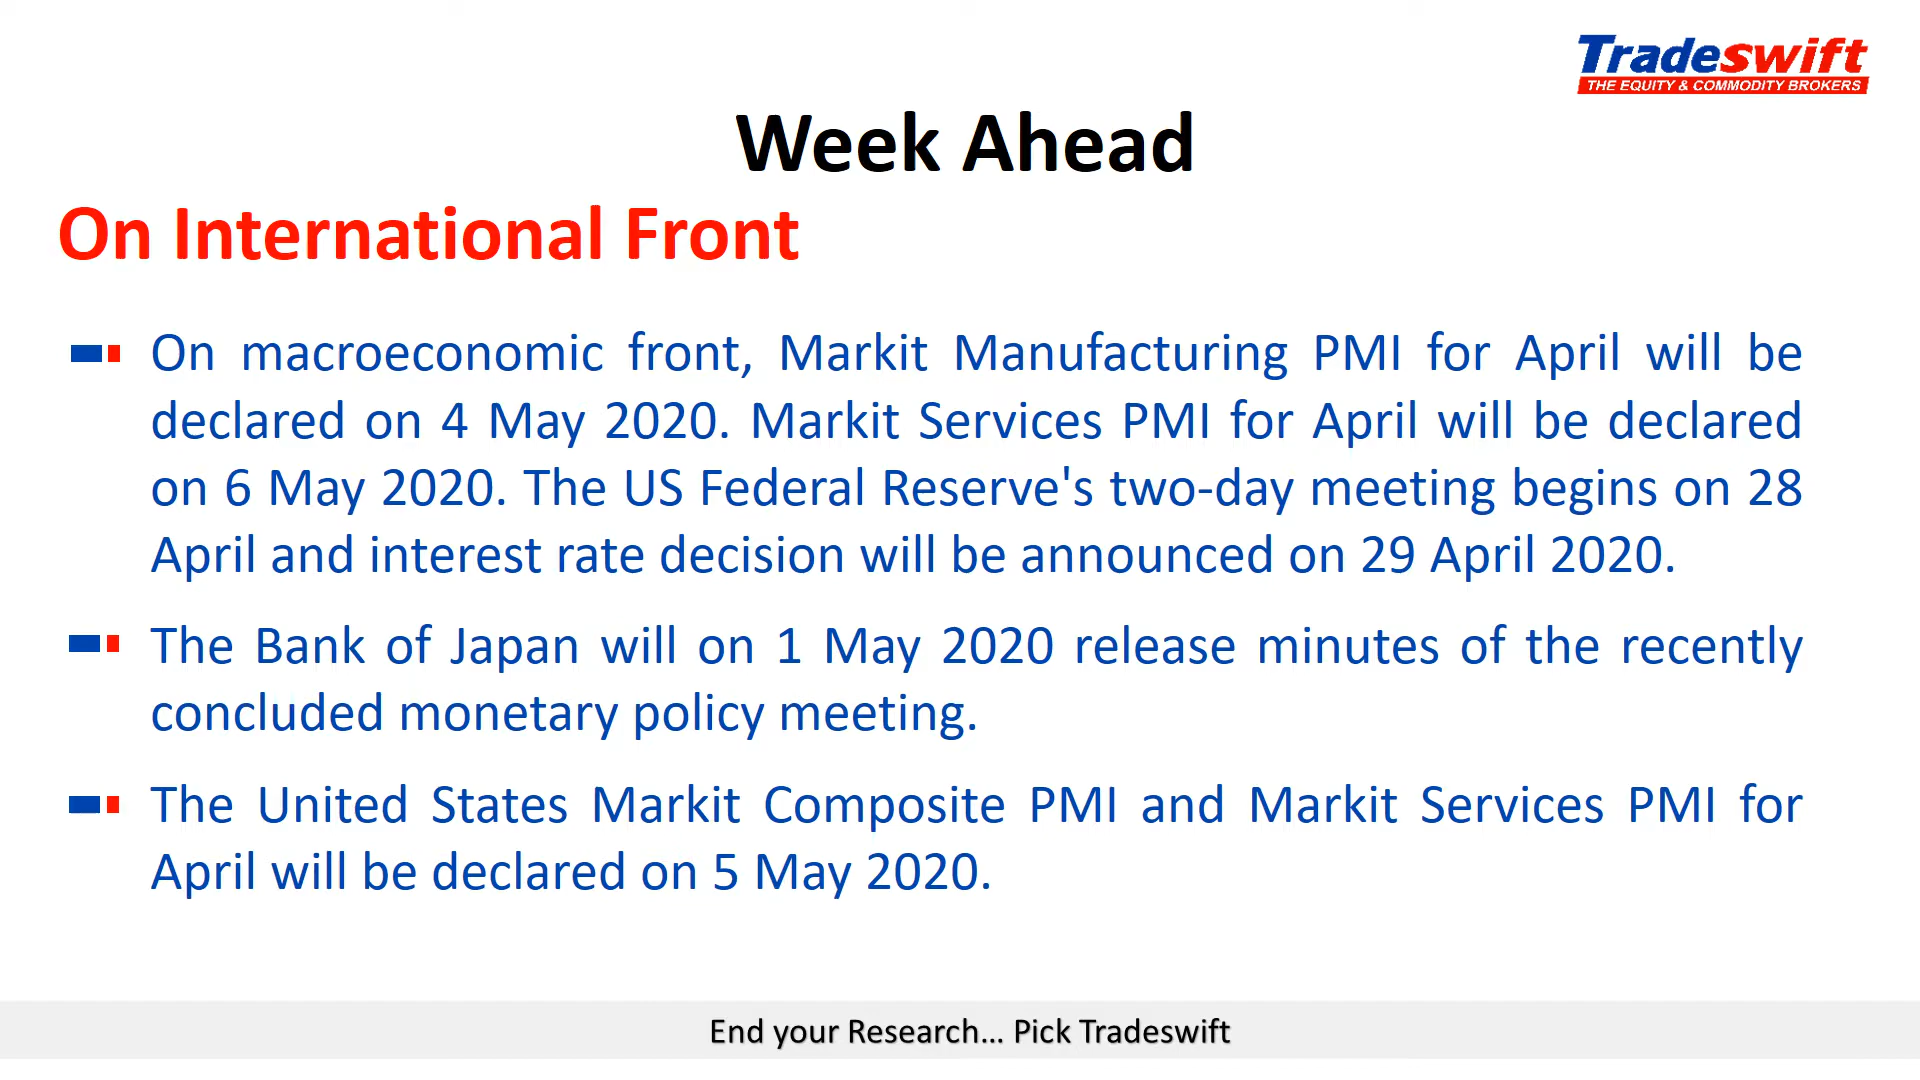 Tradeswift
THE EQUITY & COMMODITY BROKERS
Week Ahead
On International Front
On macroeconomic front, Markit Manufacturing PMI for April will be
declared on 4 May 2020. Markit Services PMI for April will be declared
on 6 May 2020. The US Federal Reserve's two-day meeting begins on 28
April and interest rate decision will be announced on 29 April 2020.
The Bank of Japan will on 1 May 2020 release minutes of the recently
concluded monetary policy meeting.
The United States Markit Composite PMI and Markit Services PMI for
April will be declared on 5 May 2020.
End your Research... Pick Tradeswift